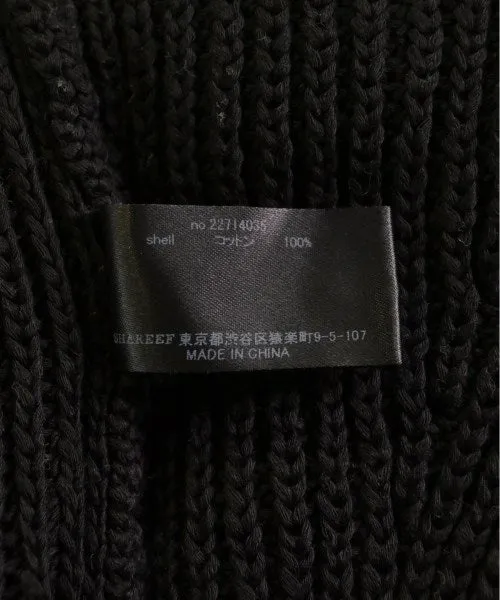 no.22714035
shell コットン 100%
SHAREEF 東京都渋谷区猿楽町9-5-107
MADE IN CHINA